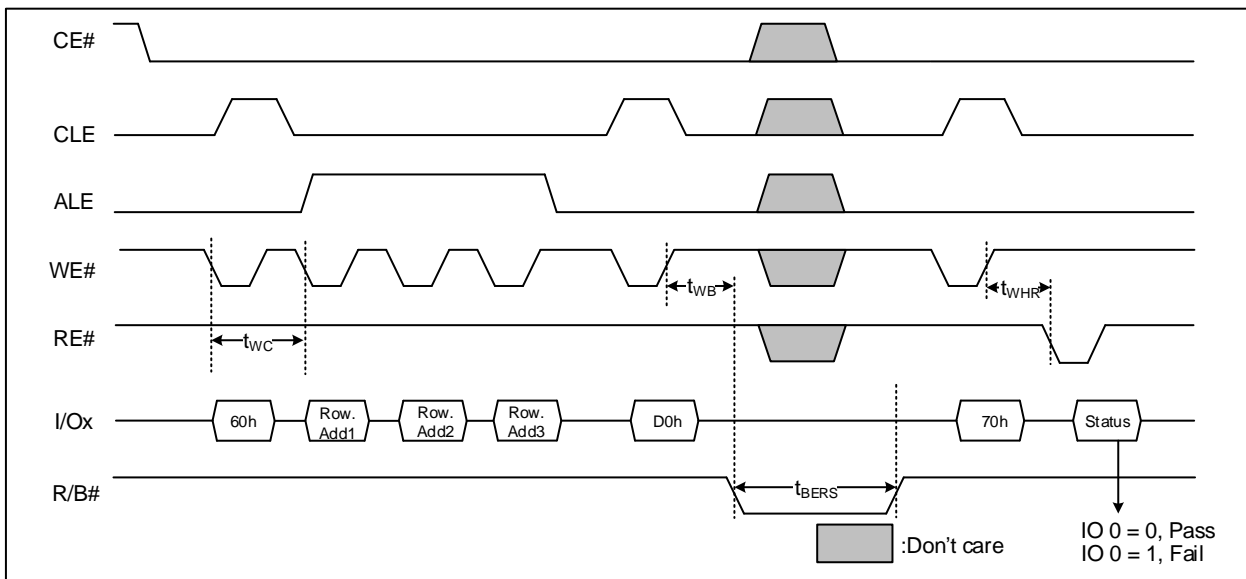 CE#
CLE
ALE
WE#
tWB
tWHR
RE#
tWC
I/Ox
60h
Row.
Add1
Row.
Add2
Row.
Add3
D0h
70h
Status
R/B#
tBERS
:Don't care
IO 0 = 0, Pass
IO 0 = 1, Fail